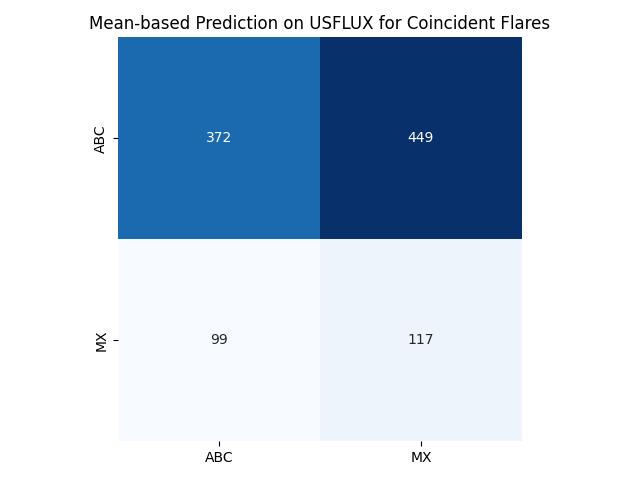 Mean-based Prediction on USFLUX for Coincident Flares
ABC
372
449
MX
99
117
ABC
MX